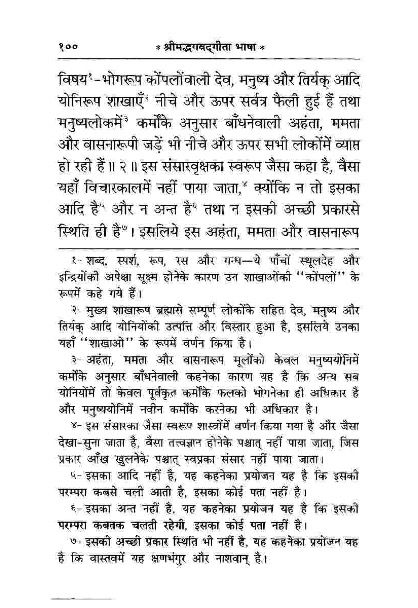 १०० * श्रीमद्भगवद्गीता भाषा *
विषय¹-भोगरूप कोंपलोंवाली देव, मनुष्य और तिर्यक् आदि
योनिरूप शाखाएँ² नीचे और ऊपर सर्वत्र फैली हुई हैं तथा
मनुष्यलोकमें³ कर्मोंके अनुसार बाँधनेवाली अहंता, ममता
और वासनारूपी जड़ें भी नीचे और ऊपर सभी लोकोंमें व्याप्त
हो रही हैं॥२॥ इस संसारवृक्षका स्वरूप जैसा कहा है, वैसा
यहाँ विचारकालमें नहीं पाया जाता,⁴ क्योंकि न तो इसका
आदि है⁵ और न अन्त है⁶ तथा न इसकी अच्छी प्रकारसे
स्थिति ही है⁷। इसलिये इस अहंता, ममता और वासनारूप
१- शब्द, स्पर्श, रूप, रस और गन्ध—ये पाँचों स्थूलदेह और
इन्द्रियोंकी अपेक्षा सूक्ष्म होनेके कारण उन शाखाओंकी ‘‘कोंपलों’’ के
रूपमें कहे गये हैं।
२- मुख्य शाखारूप ब्रह्मासे सम्पूर्ण लोकोंके सहित देव, मनुष्य और
तिर्यक् आदि योनियोंकी उत्पत्ति और विस्तार हुआ है, इसलिये उनका
यहाँ ‘‘शाखाओं’’ के रूपमें वर्णन किया है।
३- अहंता, ममता और वासनारूप मूलोंको केवल मनुष्ययोनिमें
कर्मोंके अनुसार बाँधनेवाली कहनेका कारण यह है कि अन्य सब
योनियोंमें तो केवल पूर्वकृत कर्मोंके फलको भोगनेका ही अधिकार है
और मनुष्ययोनिमें नवीन कर्मोंके करनेका भी अधिकार है।
४- इस संसारका जैसा स्वरूप शास्त्रोंमें वर्णन किया गया है और जैसा
देखा-सुना जाता है, वैसा तत्त्वज्ञान होनेके पश्चात् नहीं पाया जाता, जिस
प्रकार आँख खुलनेके पश्चात् स्वप्नका संसार नहीं पाया जाता।
५- इसका आदि नहीं है, यह कहनेका प्रयोजन यह है कि इसकी
परम्परा कबसे चली आती है, इसका कोई पता नहीं है।
६- इसका अन्त नहीं है, यह कहनेका प्रयोजन यह है कि इसकी
परम्परा कबतक चलती रहेगी, इसका कोई पता नहीं है।
७- इसकी अच्छी प्रकार स्थिति भी नहीं है, यह कहनेका प्रयोजन यह
है कि वास्तवमें यह क्षणभंगुर और नाशवान् है।